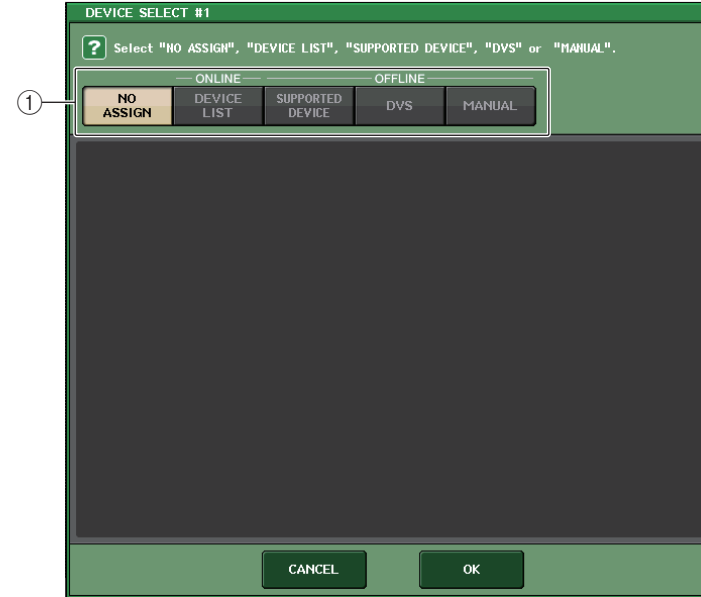 DEVICE SELECT #1
? Select "NO ASSIGN", "DEVICE LIST", "SUPPORTED DEVICE", "DVS" or "MANUAL".
ONLINE OFFLINE
①
NO ASSIGN
DEVICE LIST
SUPPORTED DEVICE
DVS
MANUAL
CANCEL OK